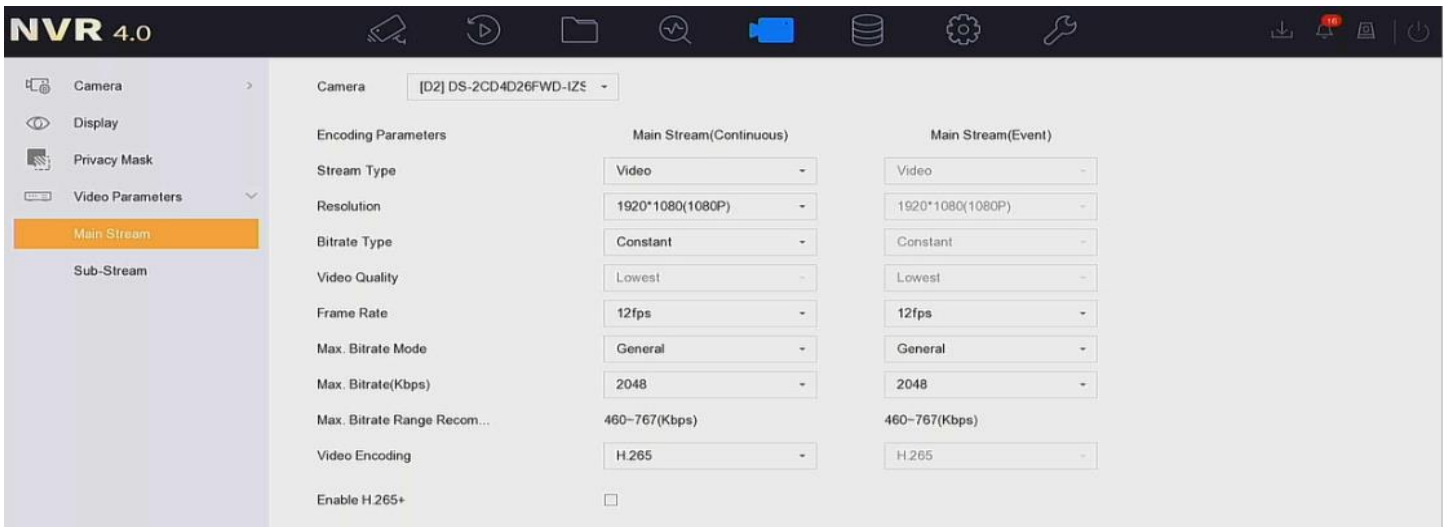 NVR 4.0
16
Camera
Display
Privacy Mask
Video Parameters
Main Stream
Sub-Stream
Camera [D2] DS-2CD4D26FWD-IZS
Encoding Parameters Main Stream(Continuous) Main Stream(Event)
Stream Type Video Video
Resolution 1920*1080(1080P) 1920*1080(1080P)
Bitrate Type Constant Constant
Video Quality Lowest Lowest
Frame Rate 12fps 12fps
Max. Bitrate Mode General General
Max. Bitrate(Kbps) 2048 2048
Max. Bitrate Range Recom... 460~767(Kbps) 460~767(Kbps)
Video Encoding H.265 H.265
Enable H.265+